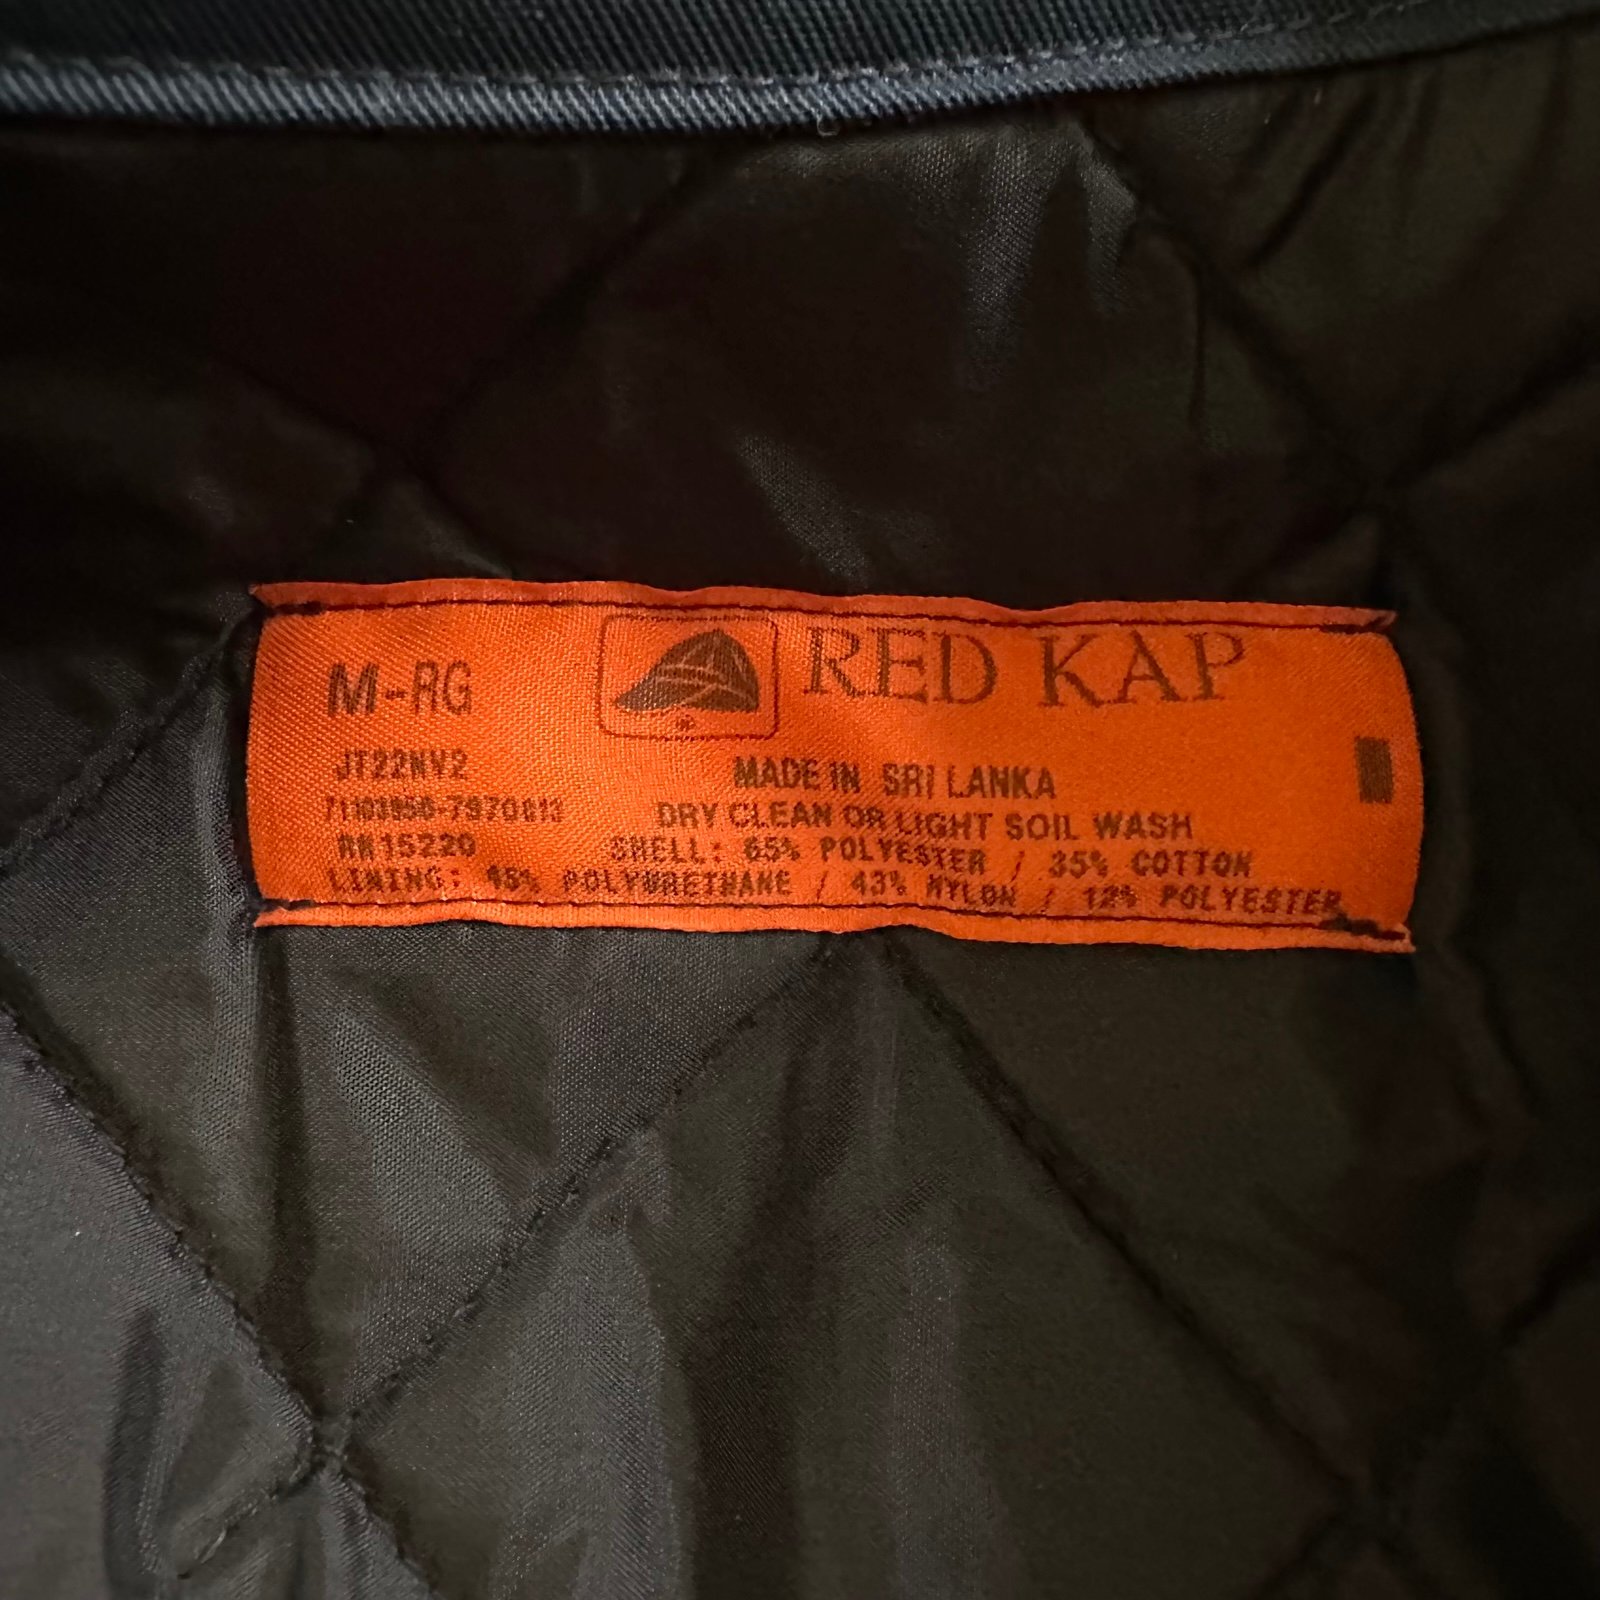 M-RG
RED KAP
JT22NV2
MADE IN SRI LANKA
DRY CLEAN OR LIGHT SOIL WASH
RN15220
SHELL: 65% POLYESTER / 35% COTTON
LINING: 45% POLYURETHANE / 43% NYLON / 12% POLYESTER